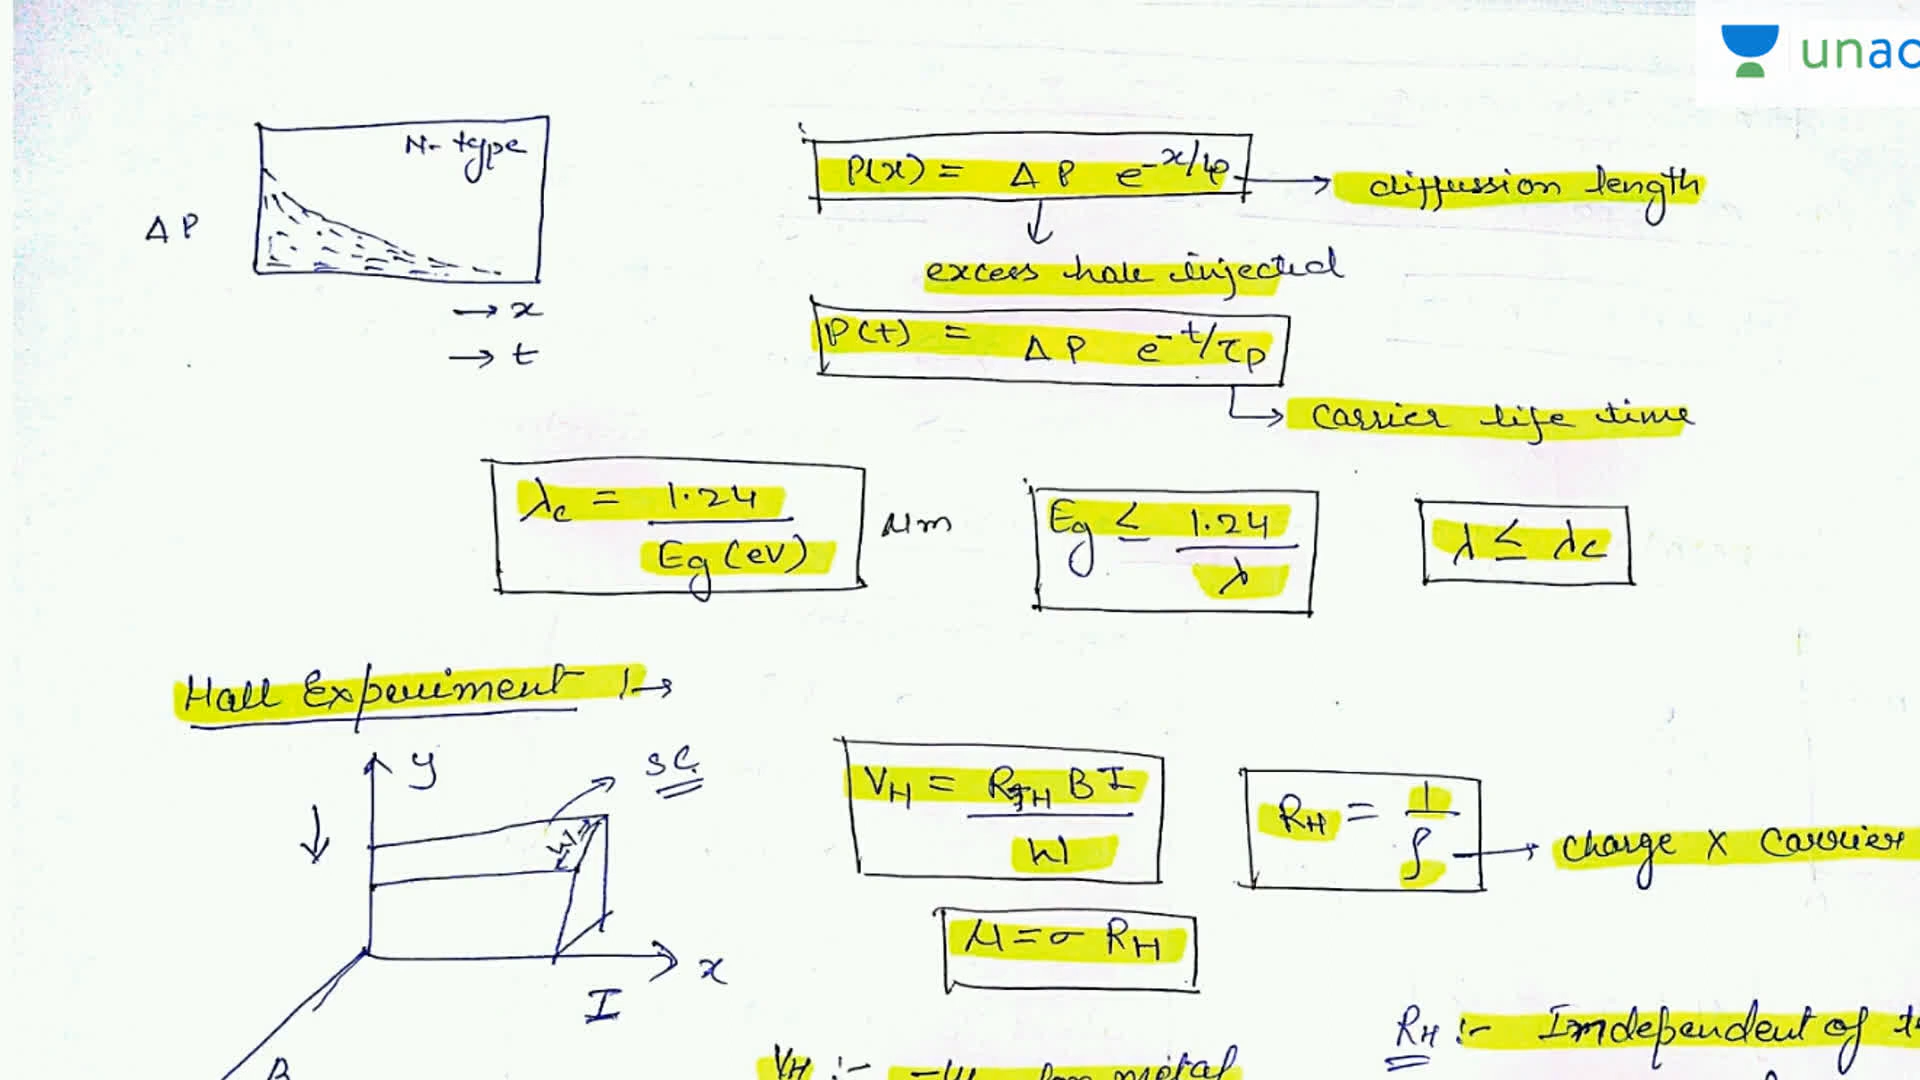 unac
N-type
P(x) = ΔP e^-x/Lp → diffussion length
ΔP
excess hole injected
→ x
→ t
P(t) = ΔP e^-t/τp
carrier life time
λc = 1.24 / Eg (eV) μm
Eg ≤ 1.24 / λ
λ ≤ λc
Hall Experiment :→
y
SC
W
x
I
B
VH = RH B I / W
RH = 1 / ρ → charge x carrier
μ = σ RH
RH :- Independent of
VH :- -ve for metal